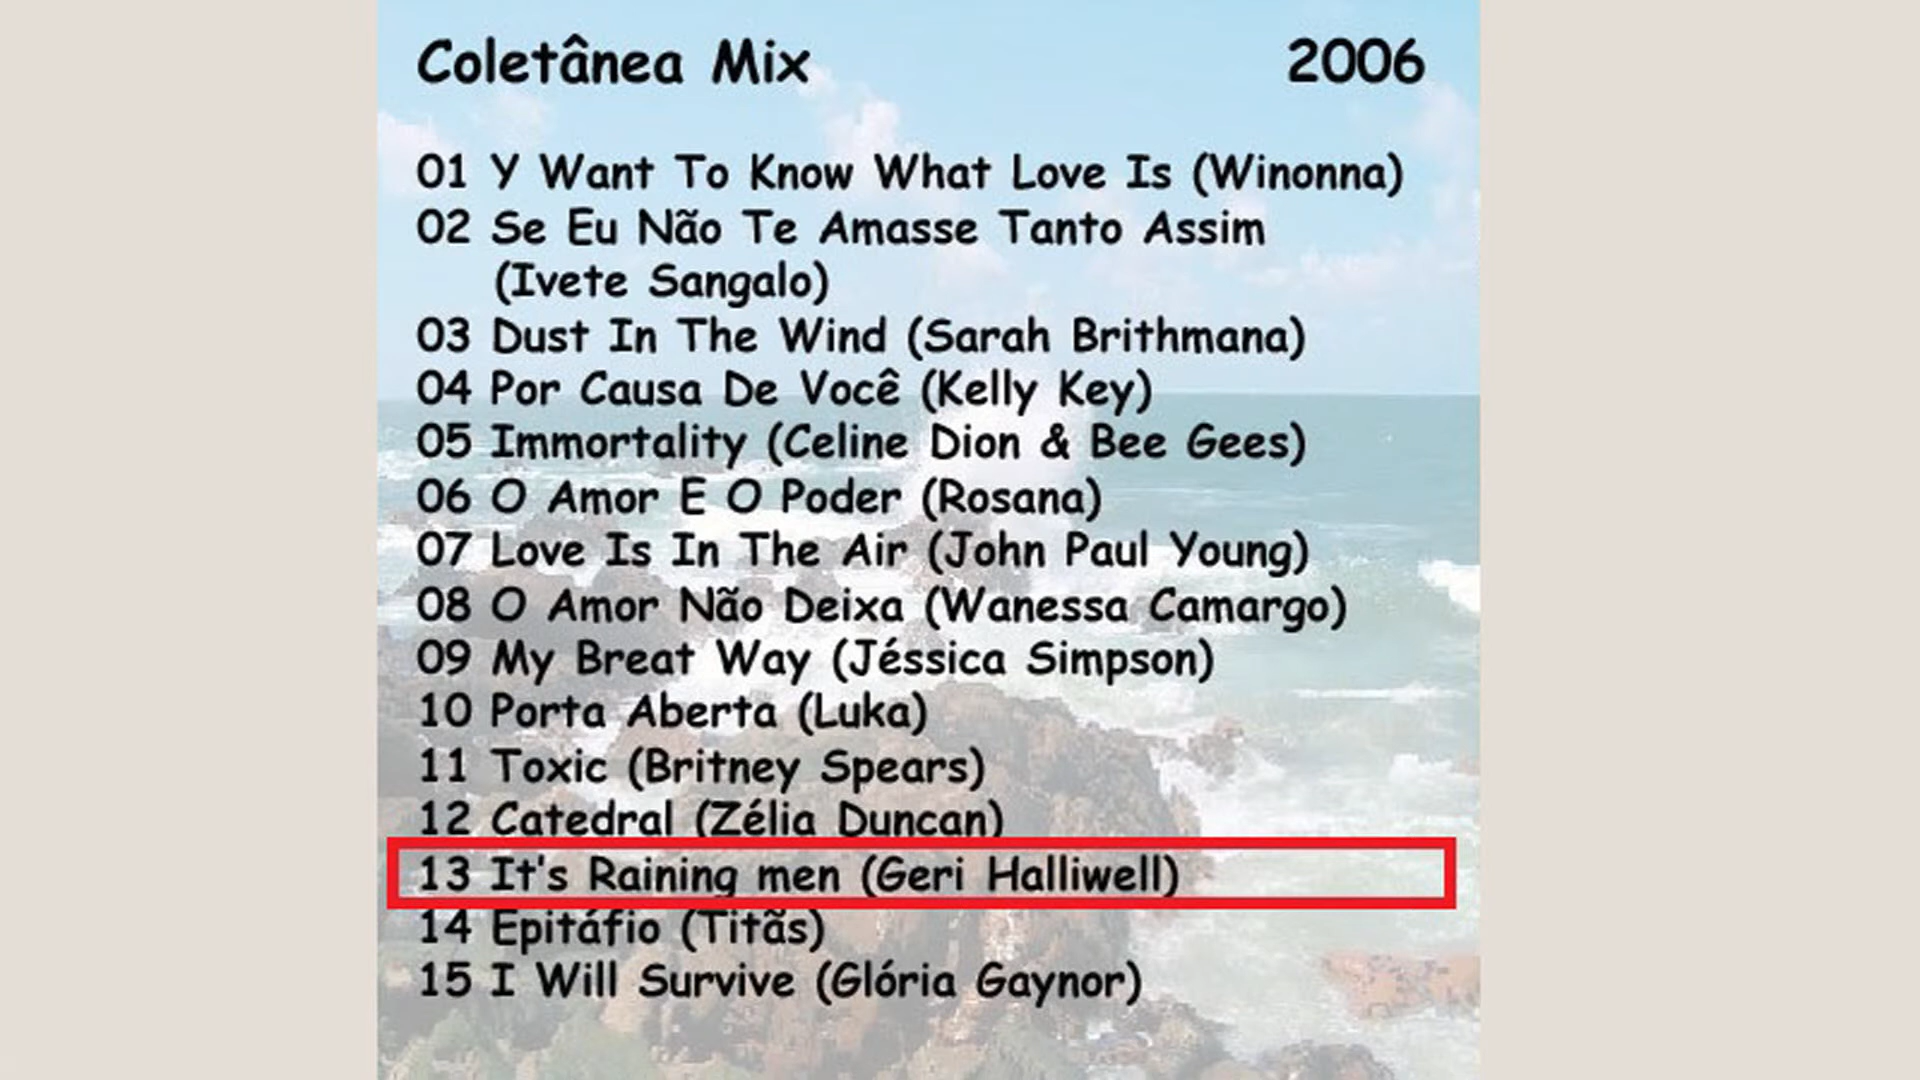 Coletânea Mix 2006
01 Y Want To Know What Love Is (Winonna)
02 Se Eu Não Te Amasse Tanto Assim
(Ivete Sangalo)
03 Dust In The Wind (Sarah Brithmana)
04 Por Causa De Você (Kelly Key)
05 Immortality (Celine Dion & Bee Gees)
06 O Amor E O Poder (Rosana)
07 Love Is In The Air (John Paul Young)
08 O Amor Não Deixa (Wanessa Camargo)
09 My Breat Way (Jéssica Simpson)
10 Porta Aberta (Luka)
11 Toxic (Britney Spears)
12 Catedral (Zélia Duncan)
13 It's Raining men (Geri Halliwell)
14 Epitáfio (Titãs)
15 I Will Survive (Glória Gaynor)